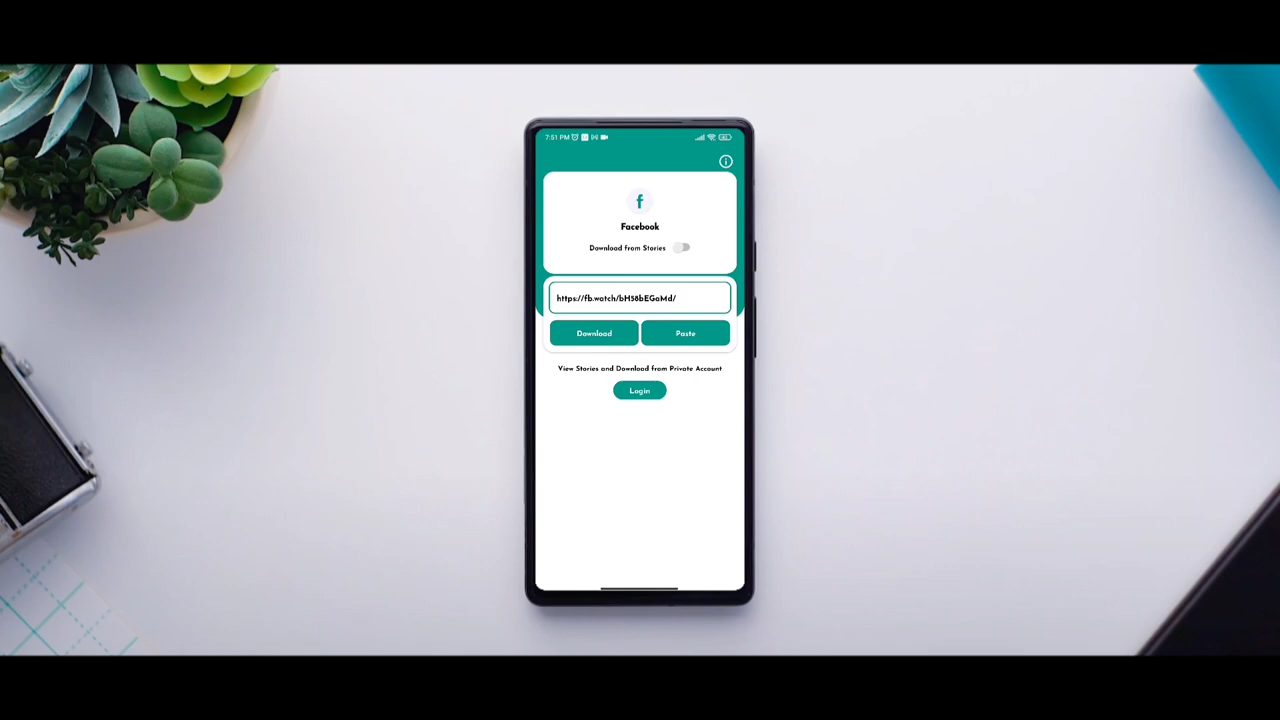 7:51 PM
f
Facebook
Download from Stories
https://fb.watch/bH58bEGaMd/
Download
Paste
View Stories and Download from Private Account
Login